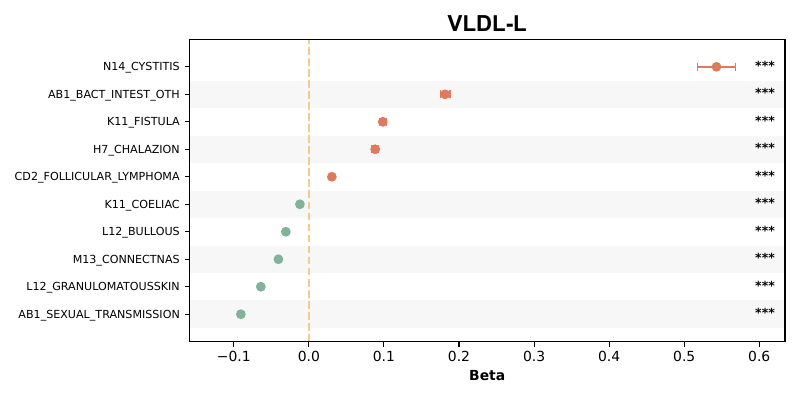 VLDL-L
N14_CYSTITIS ***
AB1_BACT_INTEST_OTH ***
K11_FISTULA ***
H7_CHALAZION ***
CD2_FOLLICULAR_LYMPHOMA ***
K11_COELIAC ***
L12_BULLOUS ***
M13_CONNECTNAS ***
L12_GRANULOMATOUSSKIN ***
AB1_SEXUAL_TRANSMISSION ***
−0.1 0.0 0.1 0.2 0.3 0.4 0.5 0.6
Beta